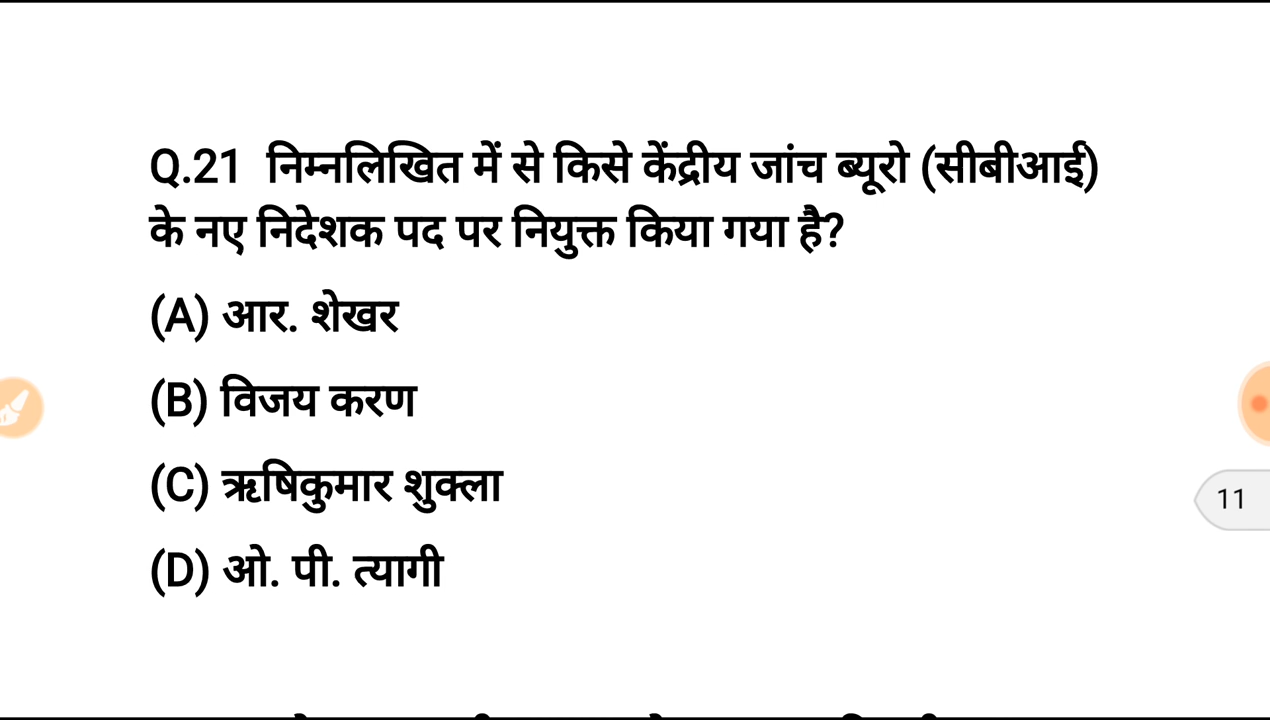 Q.21 निम्नलिखित में से किसे केंद्रीय जांच ब्यूरो (सीबीआई)
के नए निदेशक पद पर नियुक्त किया गया है?
(A) आर. शेखर
(B) विजय करण
(C) ऋषिकुमार शुक्ला
11
(D) ओ. पी. त्यागी